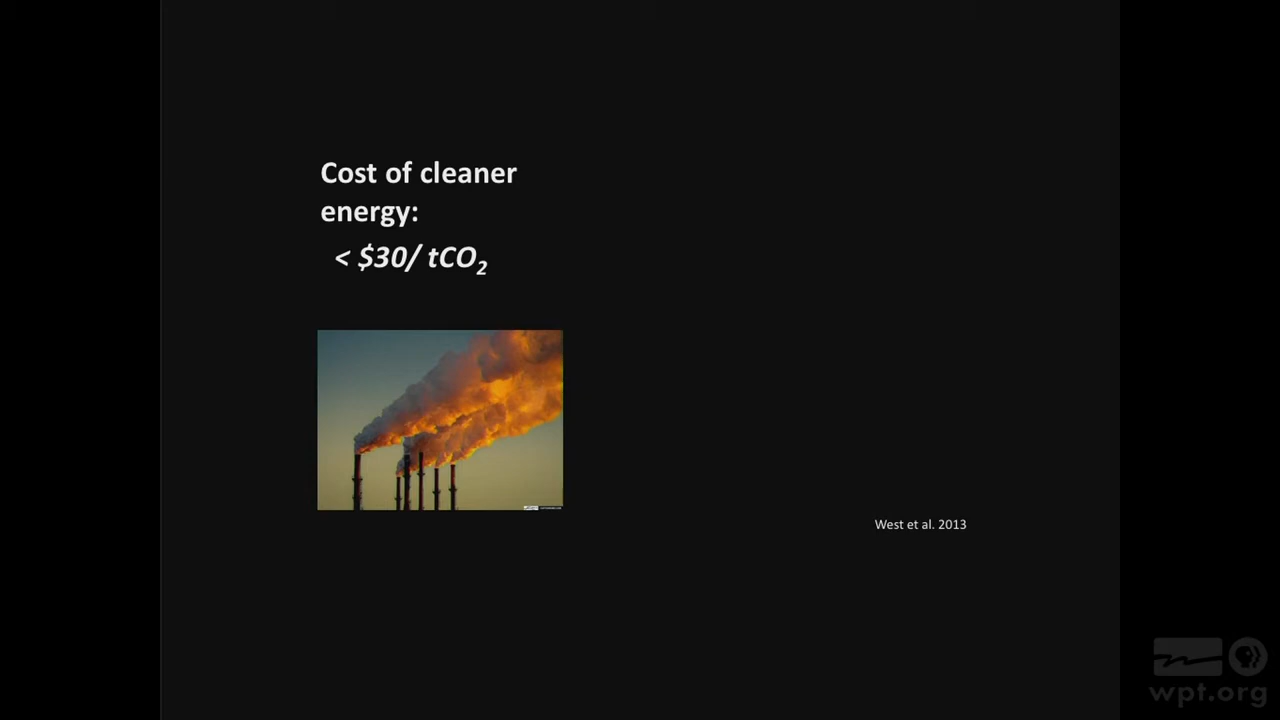 Cost of cleaner
energy:
< $30/ tCO₂
West et al. 2013
wpt.org